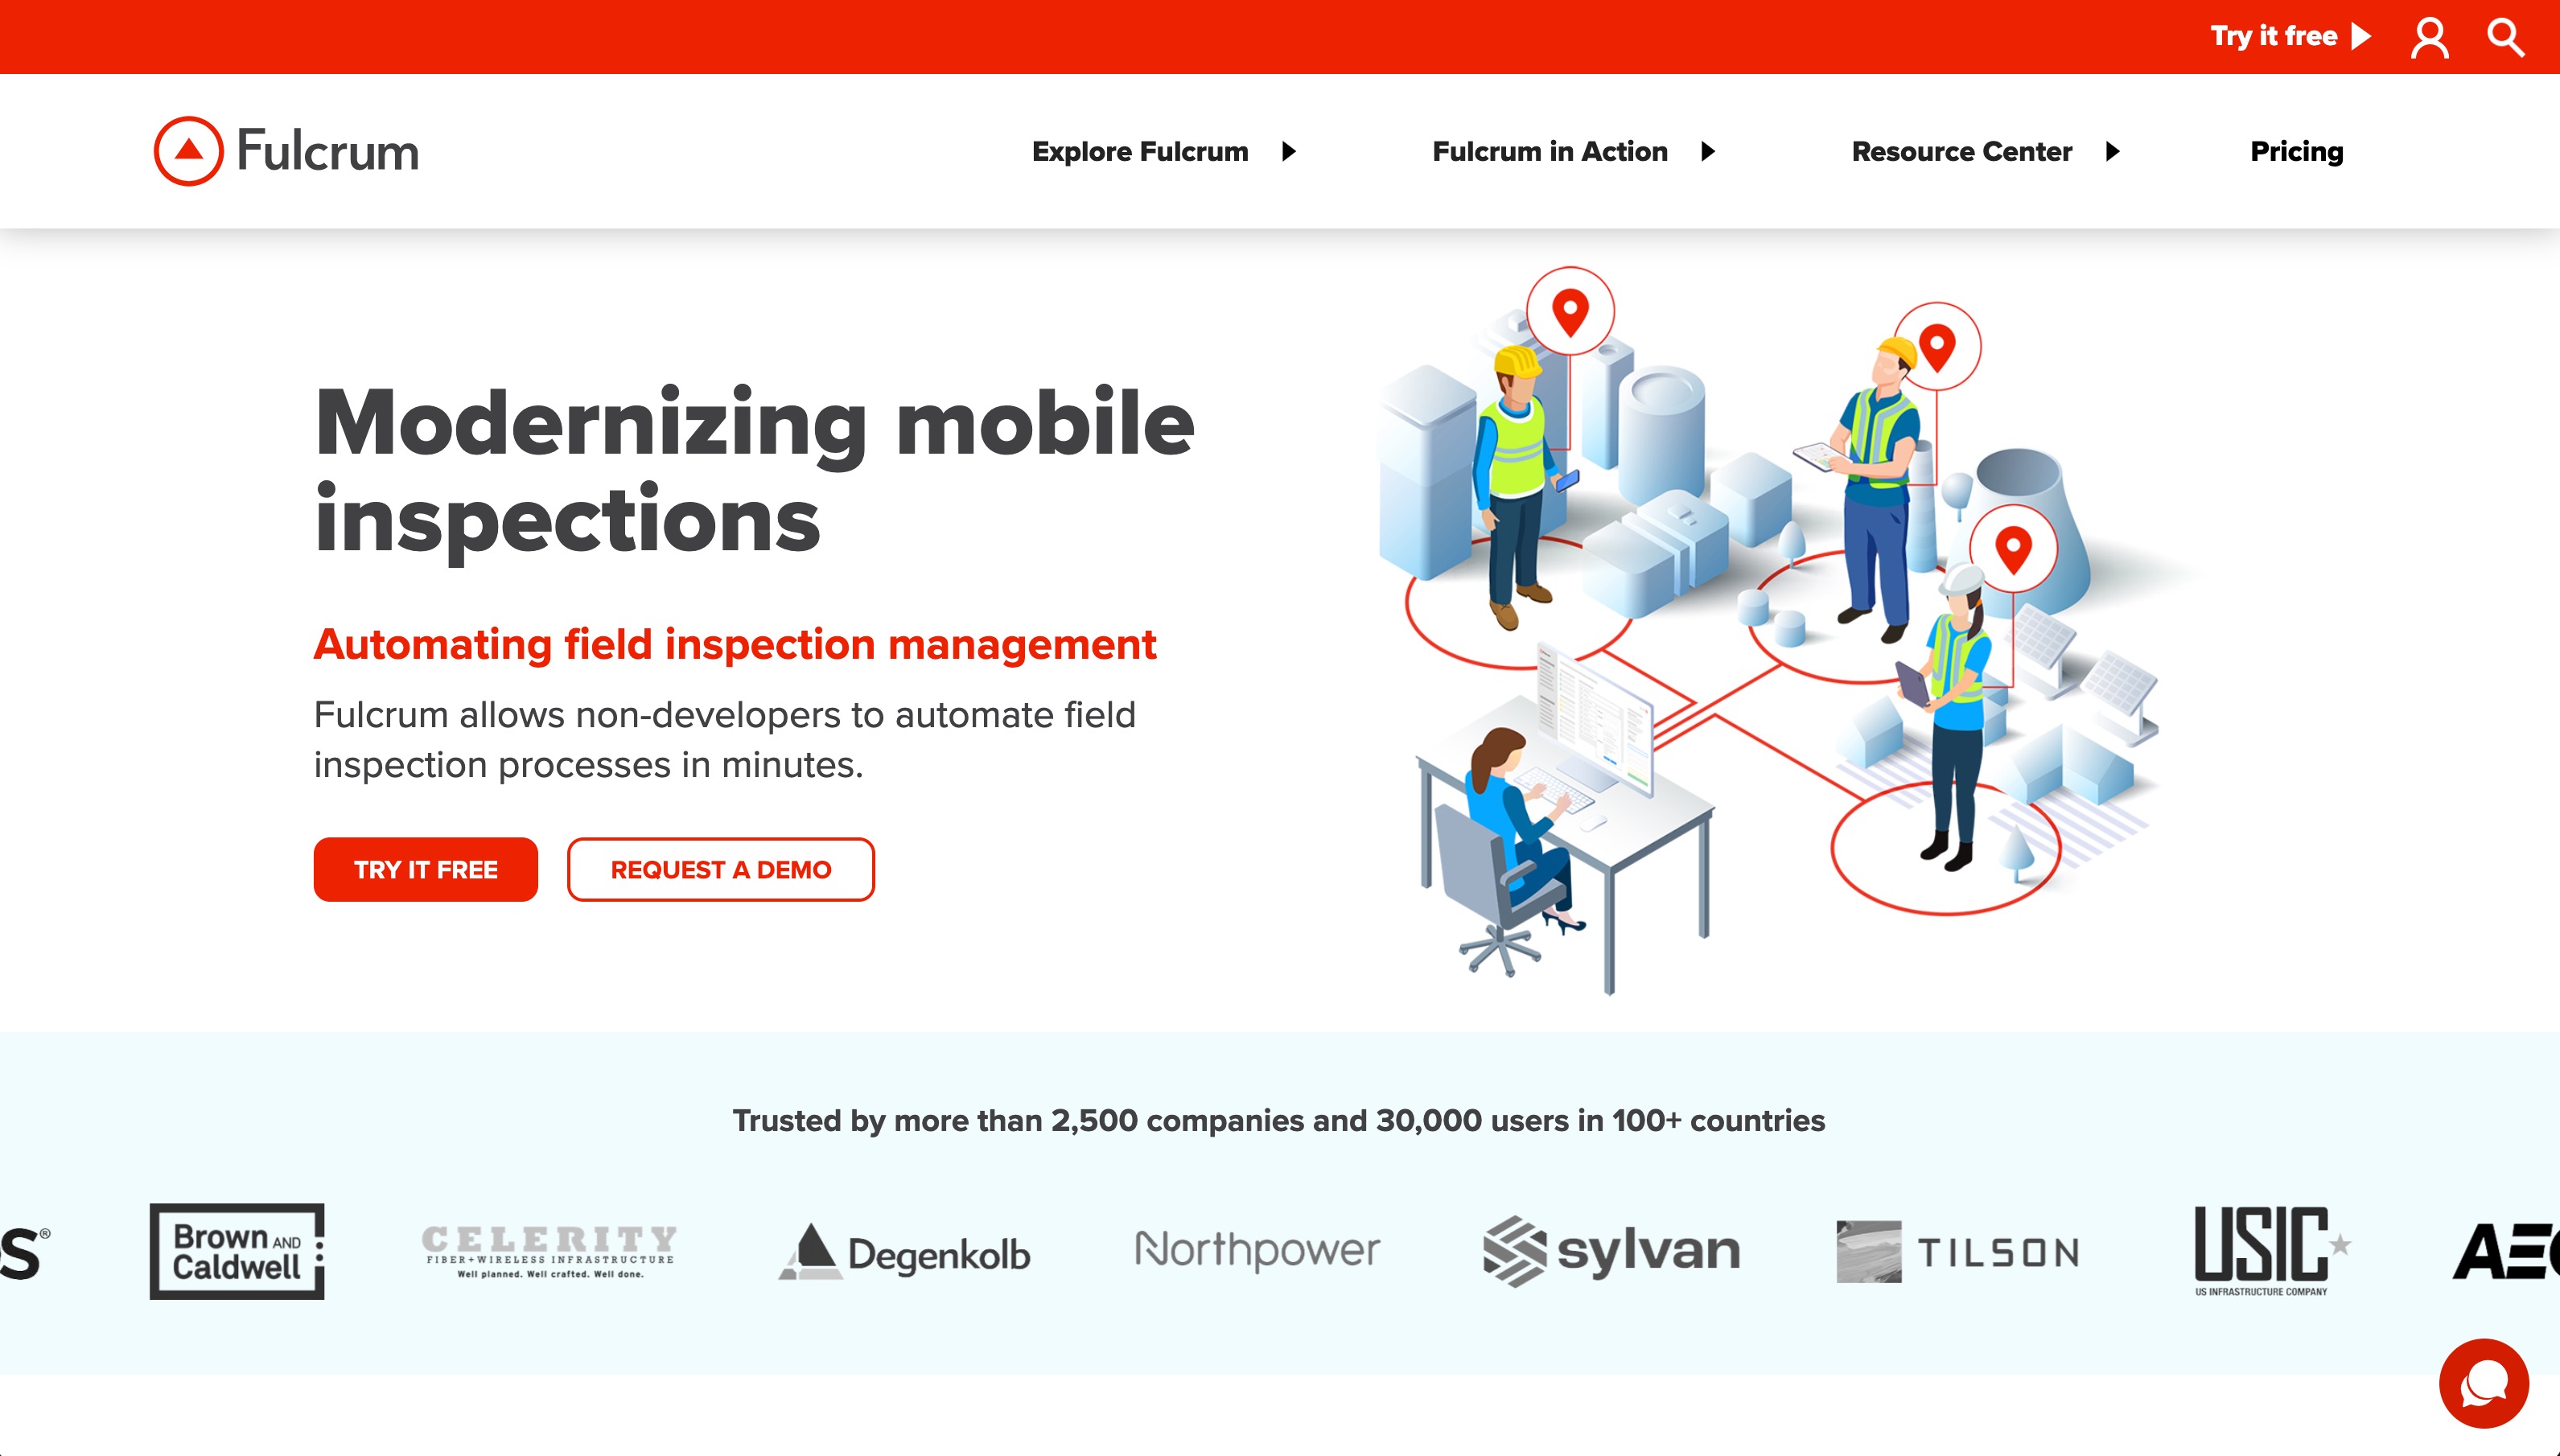 Try it free
Fulcrum
Explore Fulcrum
Fulcrum in Action
Resource Center
Pricing
Modernizing mobile
inspections
Automating field inspection management
Fulcrum allows non-developers to automate field
inspection processes in minutes.
TRY IT FREE
REQUEST A DEMO
Trusted by more than 2,500 companies and 30,000 users in 100+ countries
S®
Brown AND
Caldwell
CELERITY
FIBER+WIRELESS INFRASTRUCTURE
Well planned. Well crafted. Well done.
Degenkolb
Northpower
sylvan
TILSON
USIC
US INFRASTRUCTURE COMPANY
AE